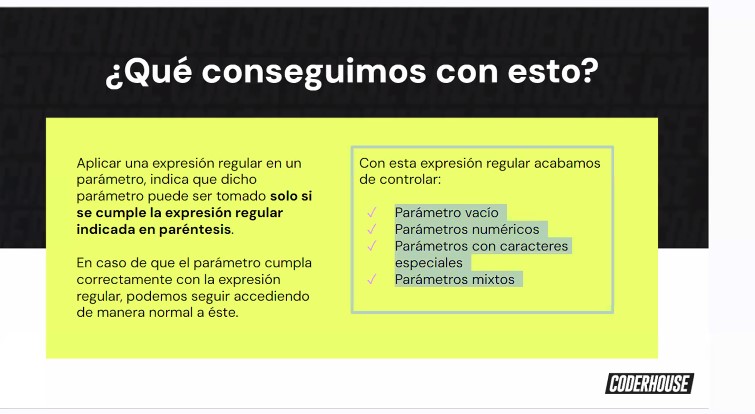 ¿Qué conseguimos con esto?
Aplicar una expresión regular en un
parámetro, indica que dicho
parámetro puede ser tomado solo si
se cumple la expresión regular
indicada en paréntesis.
En caso de que el parámetro cumpla
correctamente con la expresión
regular, podemos seguir accediendo
de manera normal a éste.
Con esta expresión regular acabamos
de controlar:
✓ Parámetro vacío
✓ Parámetros numéricos
✓ Parámetros con caracteres
especiales
✓ Parámetros mixtos
CODERHOUSE